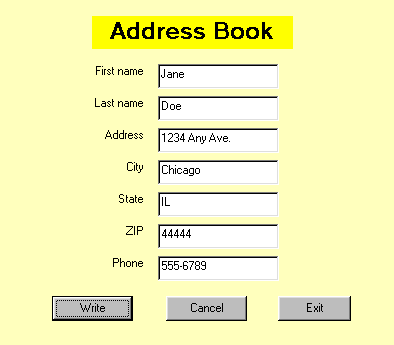 Address Book
First name Jane
Last name Doe
Address 1234 Any Ave.
City Chicago
State IL
ZIP 44444
Phone 555-6789
Write Cancel Exit